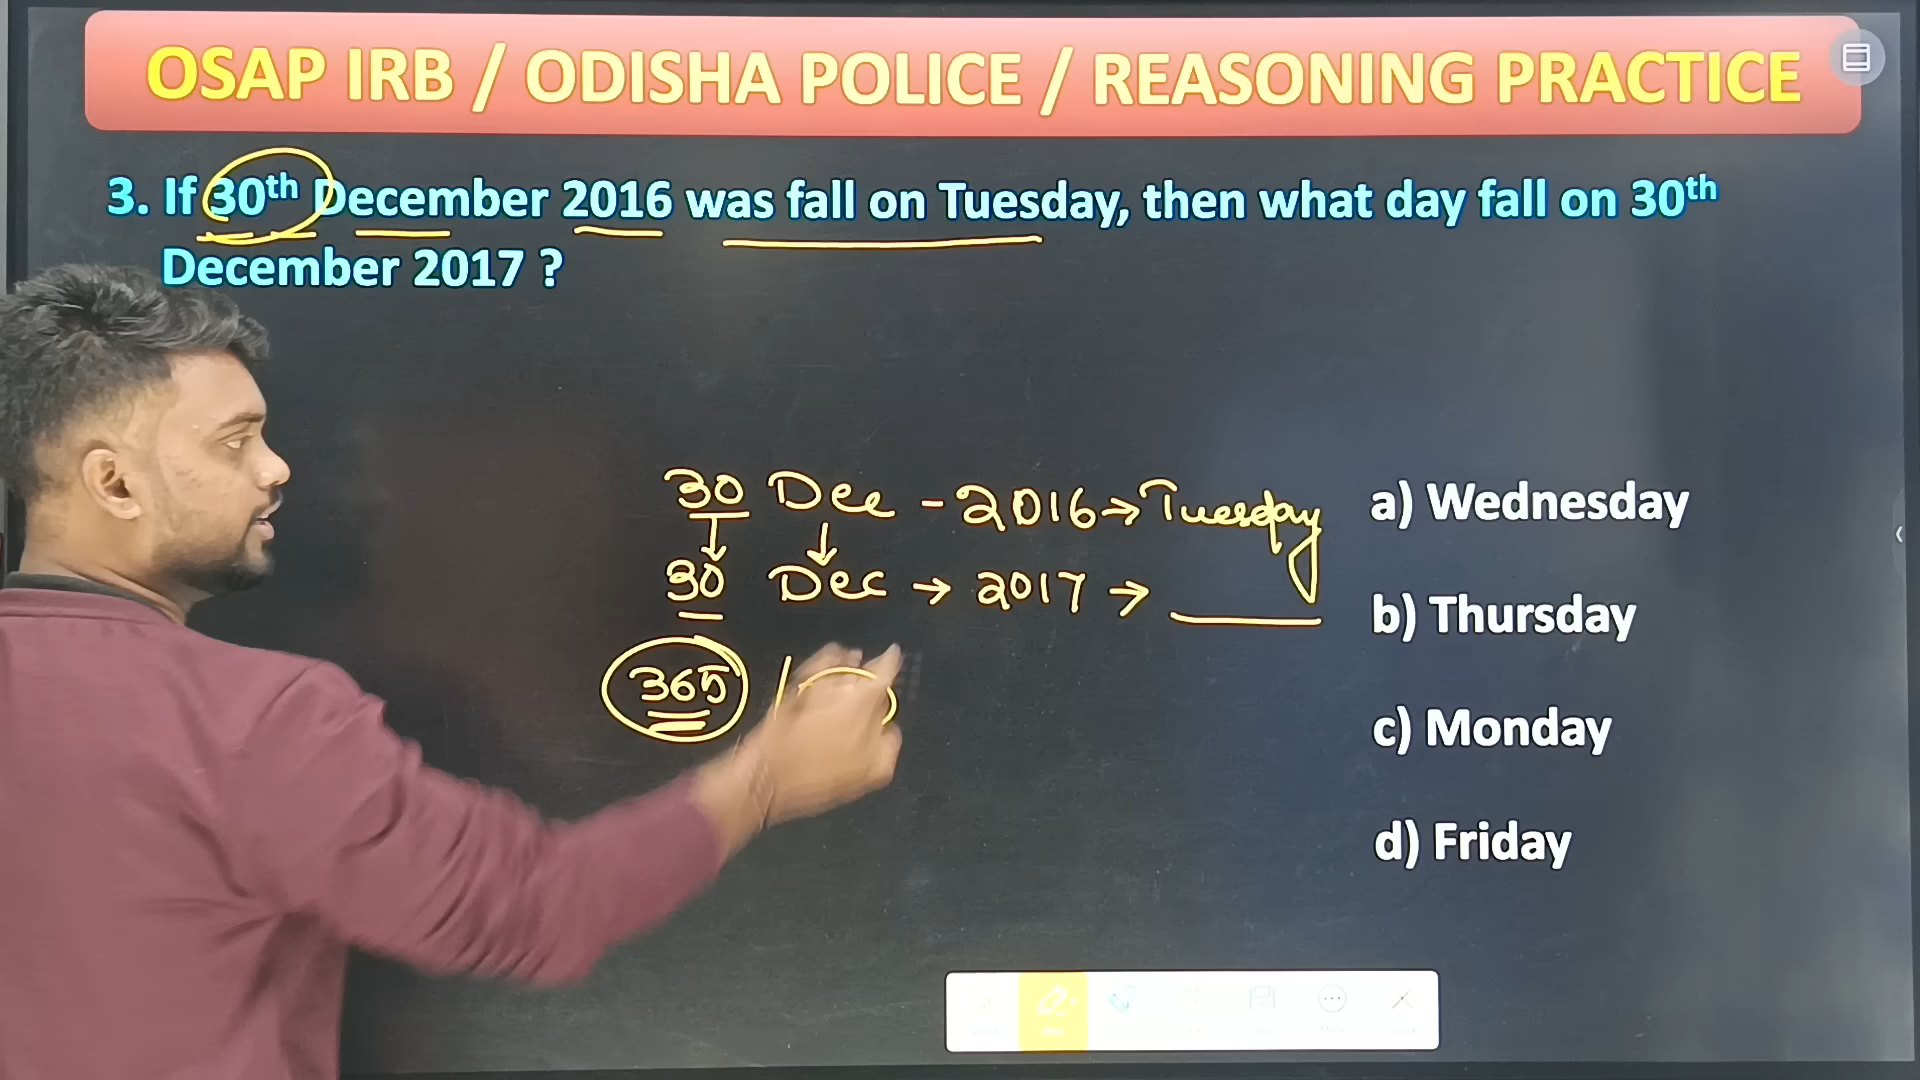 OSAP IRB / ODISHA POLICE / REASONING PRACTICE
3. If 30th December 2016 was fall on Tuesday, then what day fall on 30th
December 2017 ?
30 Dec - 2016 → Tuesday
30 Dec → 2017 →
365
a) Wednesday
b) Thursday
c) Monday
d) Friday